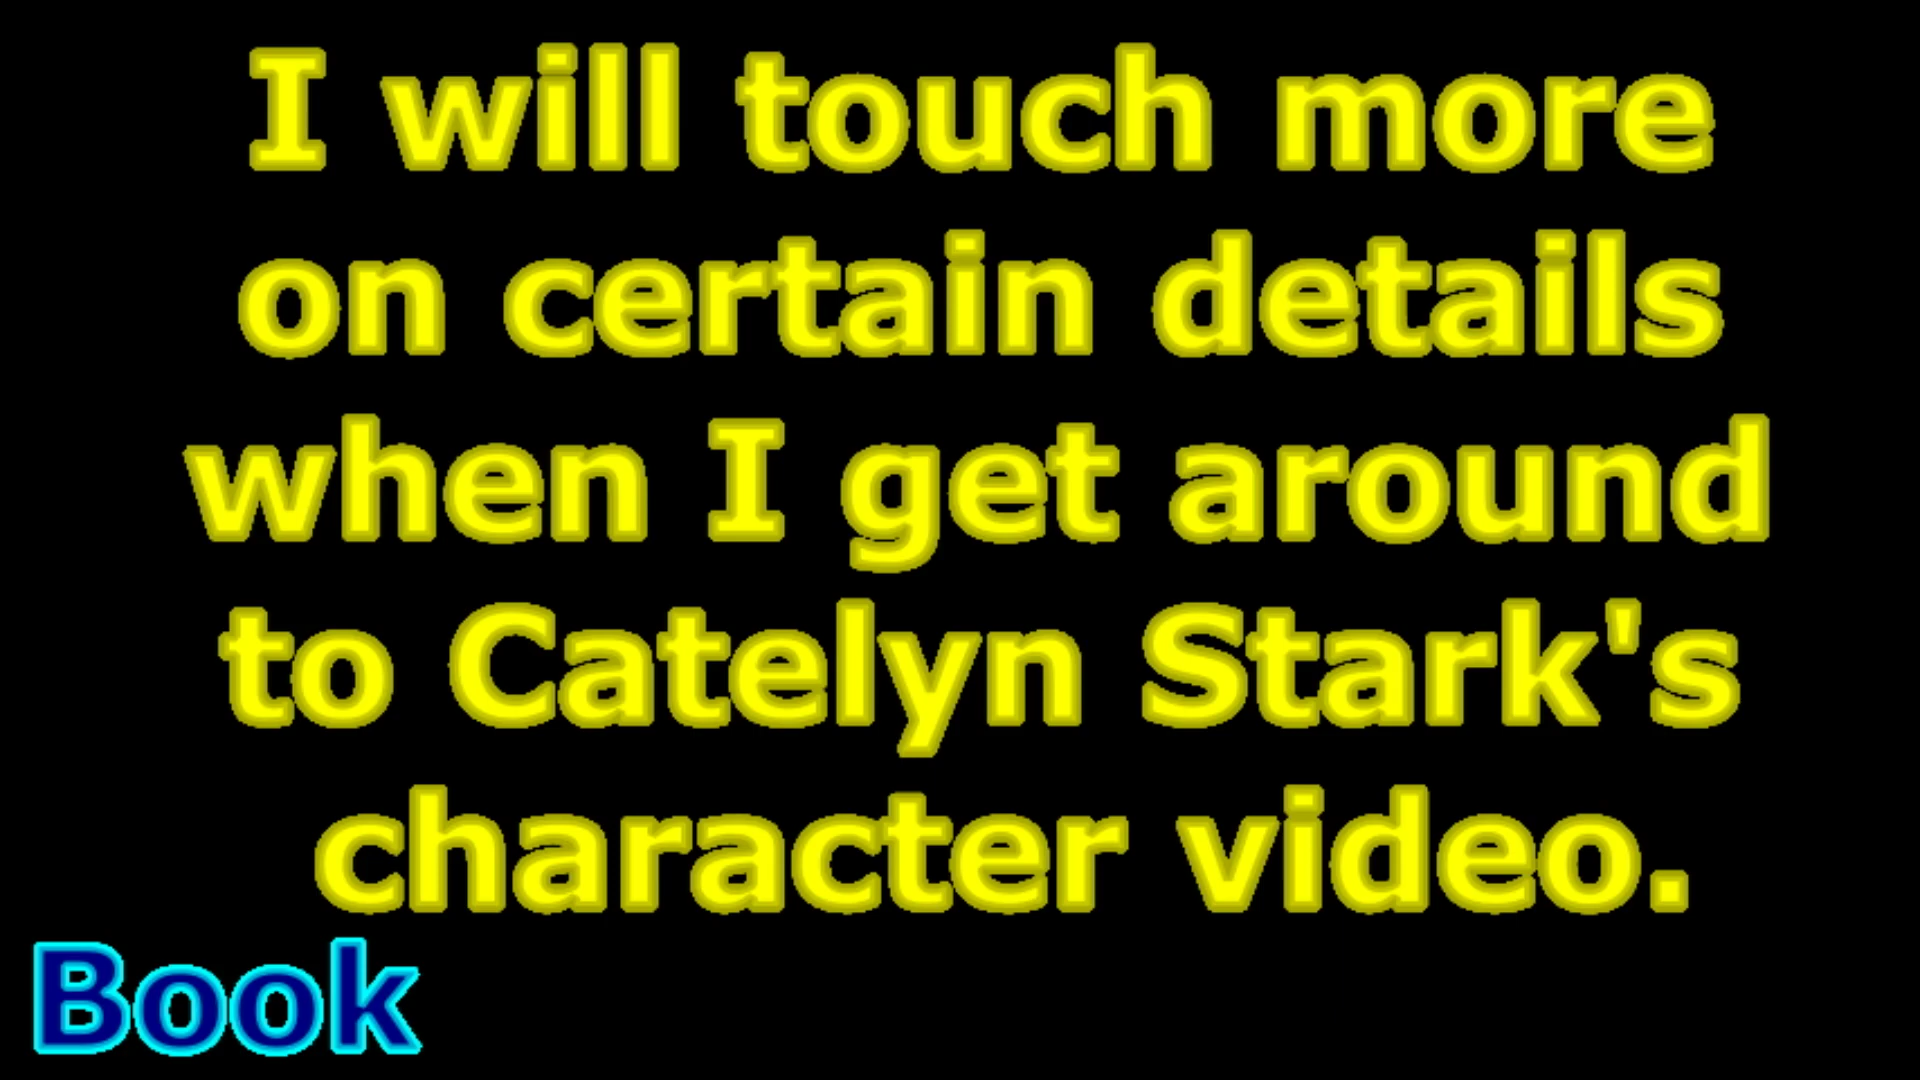 I will touch more
on certain details
when I get around
to Catelyn Stark's
character video.
Book